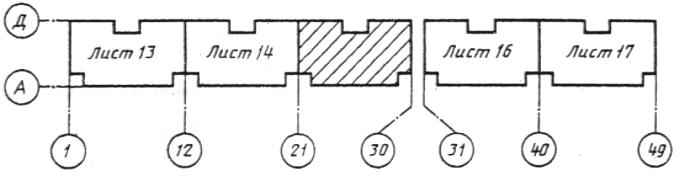 Д
Лист 13 Лист 14 Лист 16 Лист 17
А
1 12 21 30 31 40 49